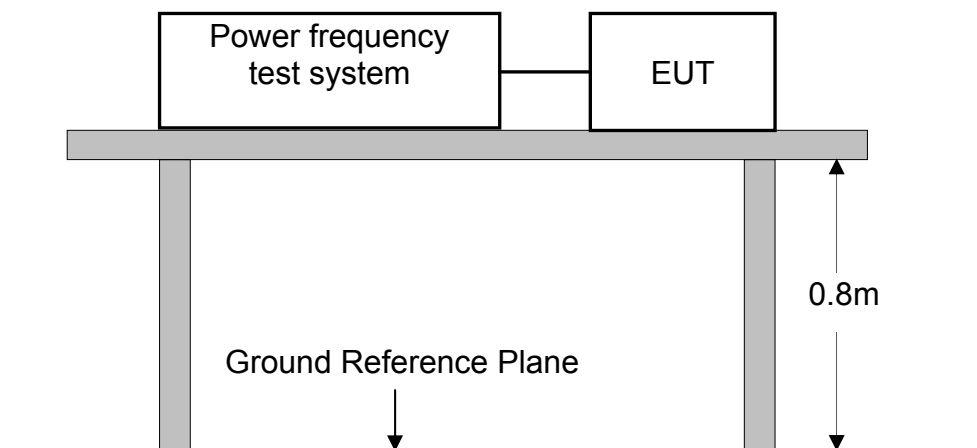 Power frequency
test system
EUT
0.8m
Ground Reference Plane